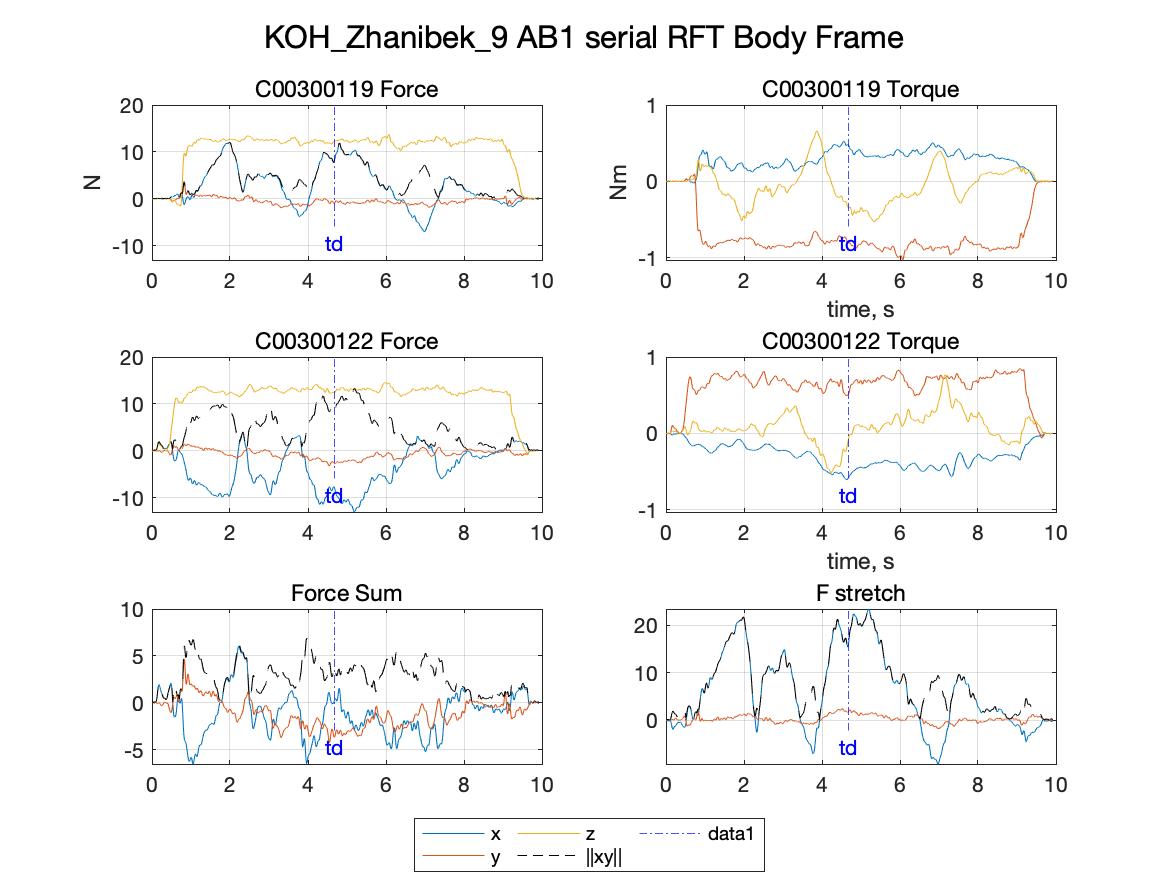 KOH_Zhanibek_9 AB1 serial RFT Body Frame
C00300119 Force
20
10
0
-10
N
td
0 2 4 6 8 10
C00300119 Torque
1
0
-1
Nm
td
0 2 4 6 8 10
time, s
C00300122 Force
20
10
0
-10
td
0 2 4 6 8 10
C00300122 Torque
1
0
-1
td
0 2 4 6 8 10
time, s
Force Sum
10
5
0
-5
td
0 2 4 6 8 10
F stretch
20
10
0
td
0 2 4 6 8 10
x z data1
y ||xy||